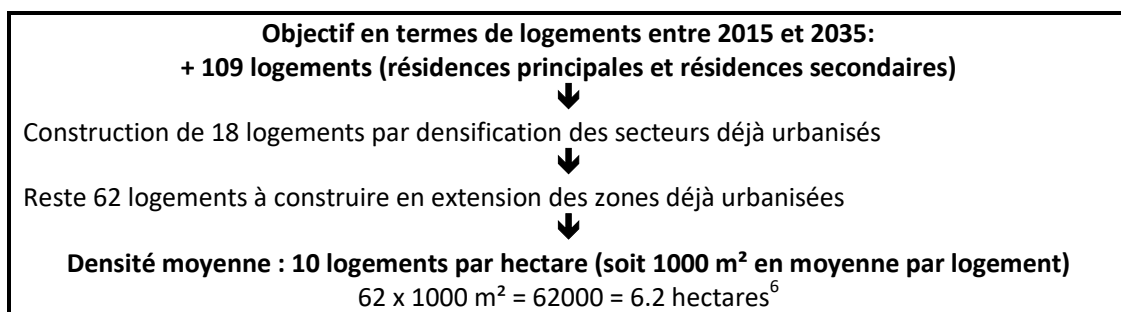 Objectif en termes de logements entre 2015 et 2035:
+ 109 logements (résidences principales et résidences secondaires)
Construction de 18 logements par densification des secteurs déjà urbanisés
Reste 62 logements à construire en extension des zones déjà urbanisées
Densité moyenne : 10 logements par hectare (soit 1000 m² en moyenne par logement)
62 x 1000 m² = 62000 = 6.2 hectares⁶